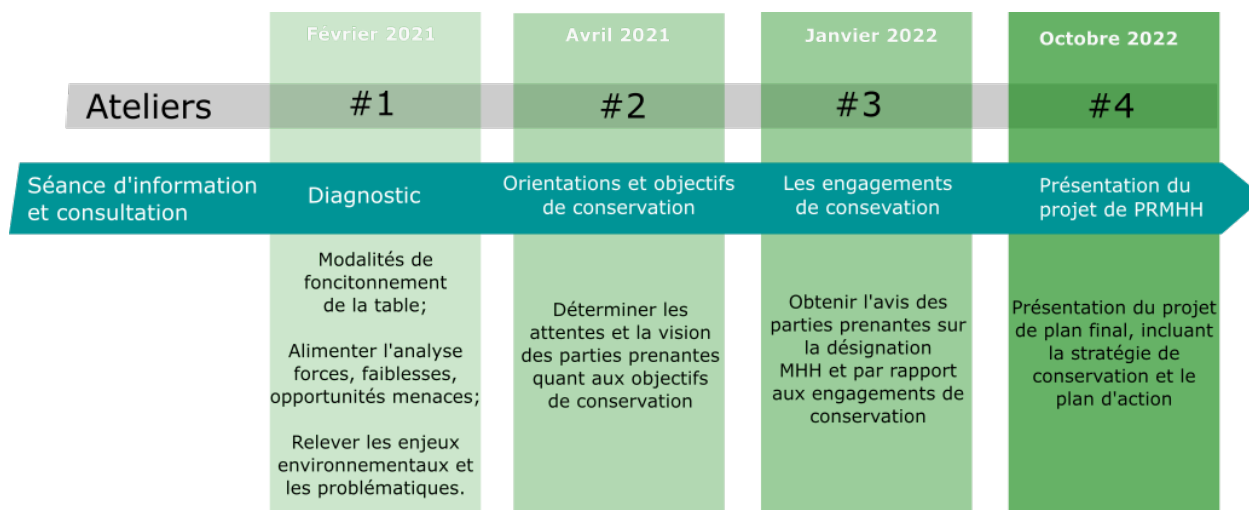 Février 2021
Avril 2021
Janvier 2022
Octobre 2022
Ateliers
#1
#2
#3
#4
Séance d'information
et consultation
Diagnostic
Orientations et objectifs
de conservation
Les engagements
de consevation
Présentation du
projet de PRMHH
Modalités de
foncitonnement
de la table;
Alimenter l'analyse
forces, faiblesses,
opportunités menaces;
Relever les enjeux
environnementaux et
les problématiques.
Déterminer les
attentes et la vision
des parties prenantes
quant aux objectifs
de conservation
Obtenir l'avis des
parties prenantes sur
la désignation
MHH et par rapport
aux engagements de
conservation
Présentation du projet
de plan final, incluant
la stratégie de
conservation et le
plan d'action